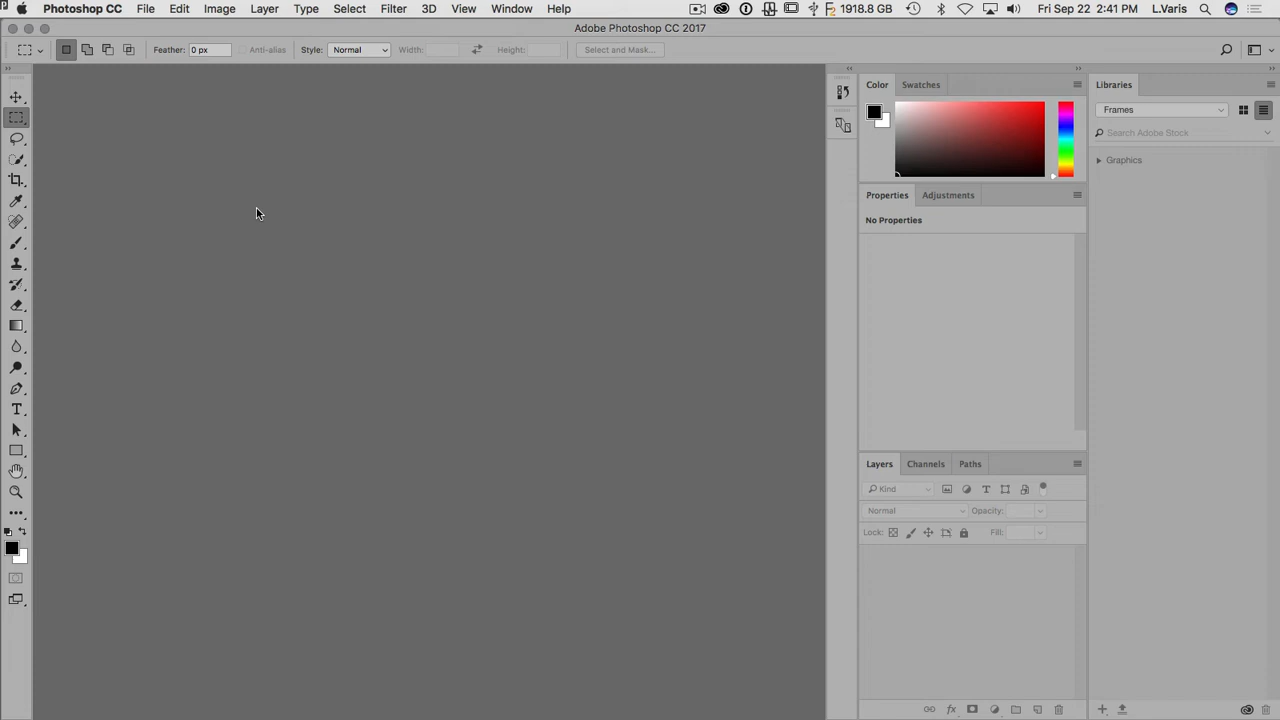 Photoshop CC File Edit Image Layer Type Select Filter 3D View Window Help 1918.8 GB Fri Sep 22 2:41 PM L.Varis
Adobe Photoshop CC 2017
Feather: 0 px Anti-alias Style: Normal Width: Height: Select and Mask...
Color Swatches
Libraries
Frames
Search Adobe Stock
Graphics
Properties Adjustments
No Properties
Layers Channels Paths
Kind
Normal Opacity:
Lock: Fill: